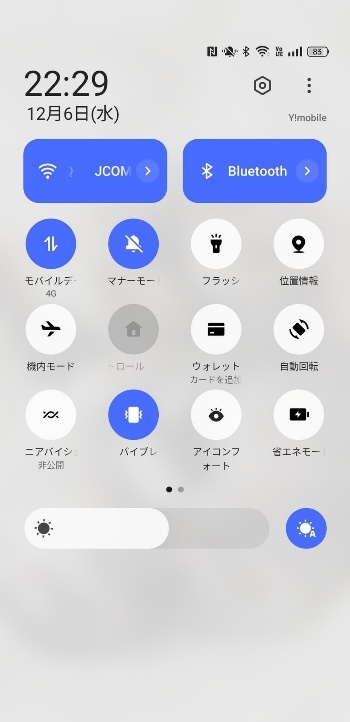 83
22:29
12月6日(水)
Y!mobile
JCOM
Bluetooth
モバイルデ
4G
マナーモー
フラッシ
位置情報
機内モード
トロール
ウォレット
カードを追加
自動回転
ニアバイシ
非公開
バイブレ
アイコンフ
ォート
省エネモー
A